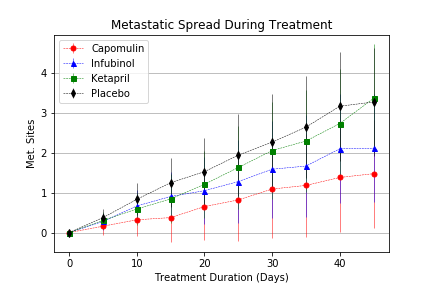 Metastatic Spread During Treatment
Capomulin
Infubinol
Ketapril
Placebo
Met. Sites
4
3
2
1
0
0 10 20 30 40
Treatment Duration (Days)